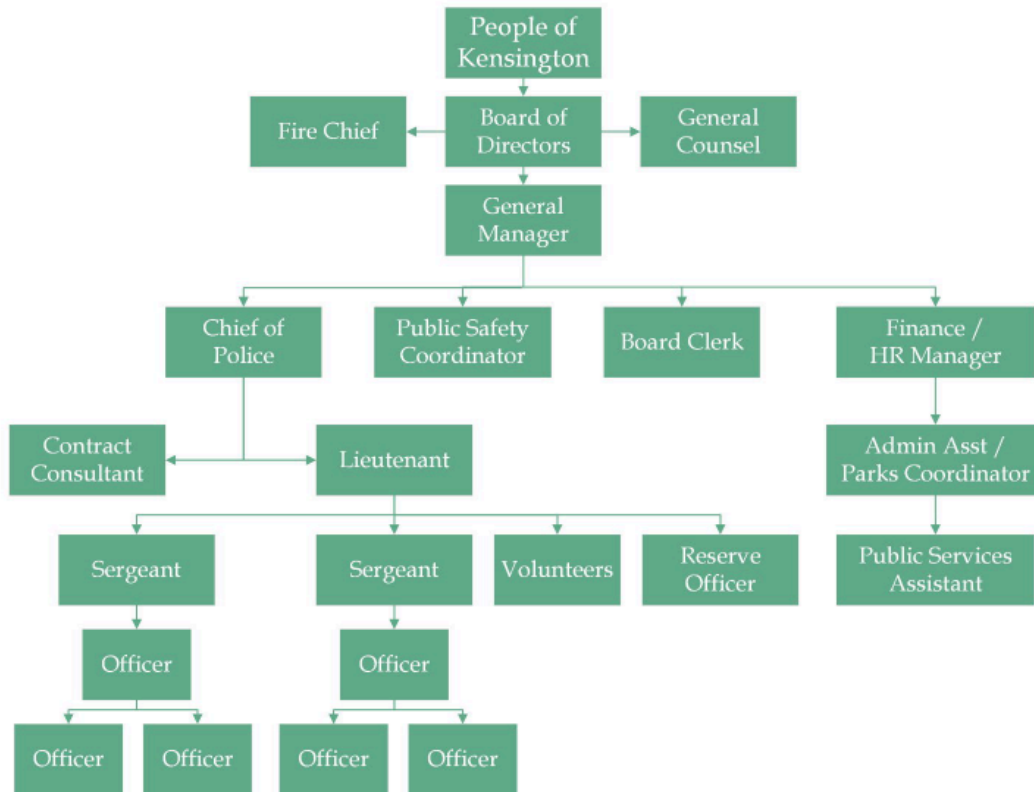 People of
Kensington
Fire Chief
Board of
Directors
General
Counsel
General
Manager
Chief of
Police
Public Safety
Coordinator
Board Clerk
Finance /
HR Manager
Contract
Consultant
Lieutenant
Admin Asst /
Parks Coordinator
Sergeant
Sergeant
Volunteers
Reserve
Officer
Public Services
Assistant
Officer
Officer
Officer
Officer
Officer
Officer